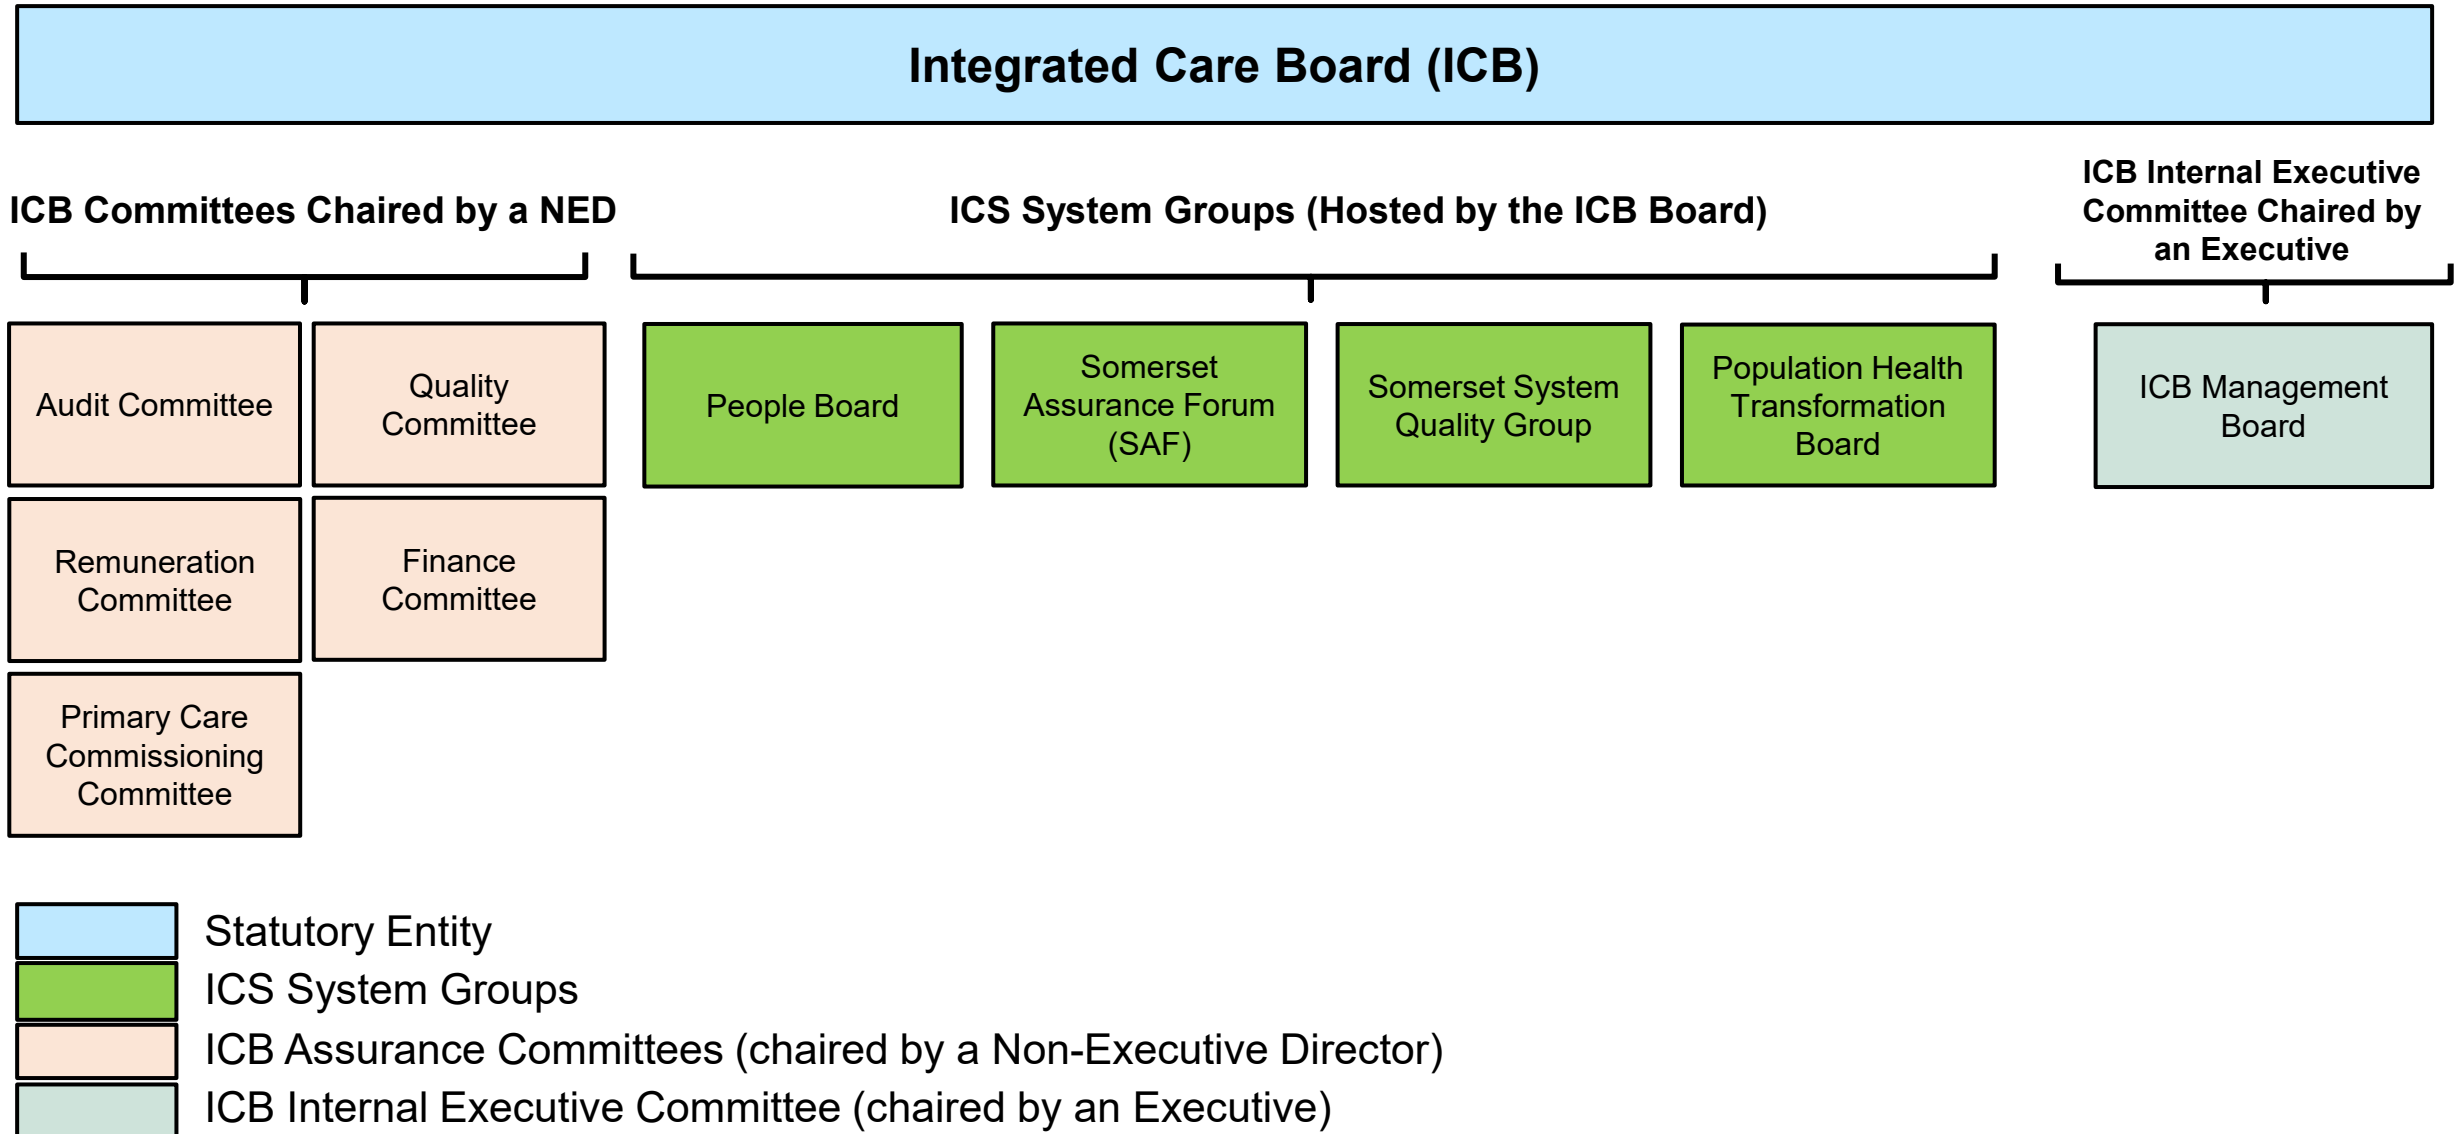 Integrated Care Board (ICB)
ICB Committees Chaired by a NED
ICS System Groups (Hosted by the ICB Board)
ICB Internal Executive
Committee Chaired by
an Executive
Audit Committee
Quality
Committee
People Board
Somerset
Assurance Forum
(SAF)
Somerset System
Quality Group
Population Health
Transformation
Board
ICB Management
Board
Remuneration
Committee
Finance
Committee
Primary Care
Commissioning
Committee
Statutory Entity
ICS System Groups
ICB Assurance Committees (chaired by a Non-Executive Director)
ICB Internal Executive Committee (chaired by an Executive)